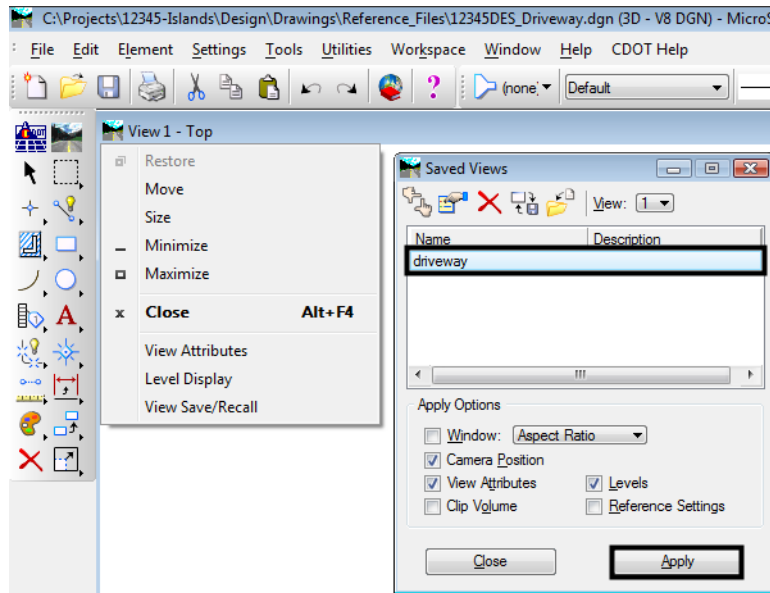 C:\Projects\12345-Islands\Design\Drawings\Reference_Files\12345DES_Driveway.dgn (3D - V8 DGN) - Micro
File Edit Element Settings Tools Utilities Workspace Window Help CDOT Help
(none) Default
View 1 - Top
Restore
Move
Size
Minimize
Maximize
Close Alt+F4
View Attributes
Level Display
View Save/Recall
Saved Views
View: 1
Name Description
driveway
Apply Options
Window: Aspect Ratio
Camera Position
View Attributes Levels
Clip Volume Reference Settings
Close Apply